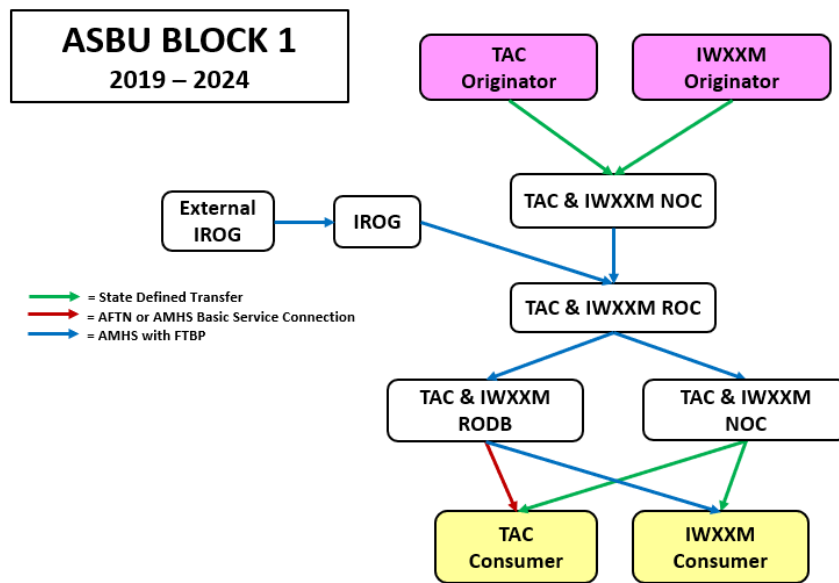 ASBU BLOCK 1
2019 – 2024
TAC
Originator
IWXXM
Originator
TAC & IWXXM NOC
External
IROG
IROG
TAC & IWXXM ROC
= State Defined Transfer
= AFTN or AMHS Basic Service Connection
= AMHS with FTBP
TAC & IWXXM
RODB
TAC & IWXXM
NOC
TAC
Consumer
IWXXM
Consumer